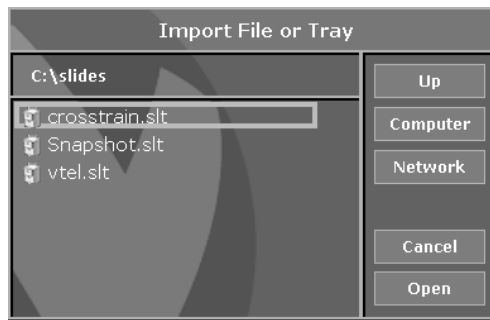 Import File or Tray
C:\slides
crosstrain.slt
Snapshot.slt
vtel.slt
Up
Computer
Network
Cancel
Open